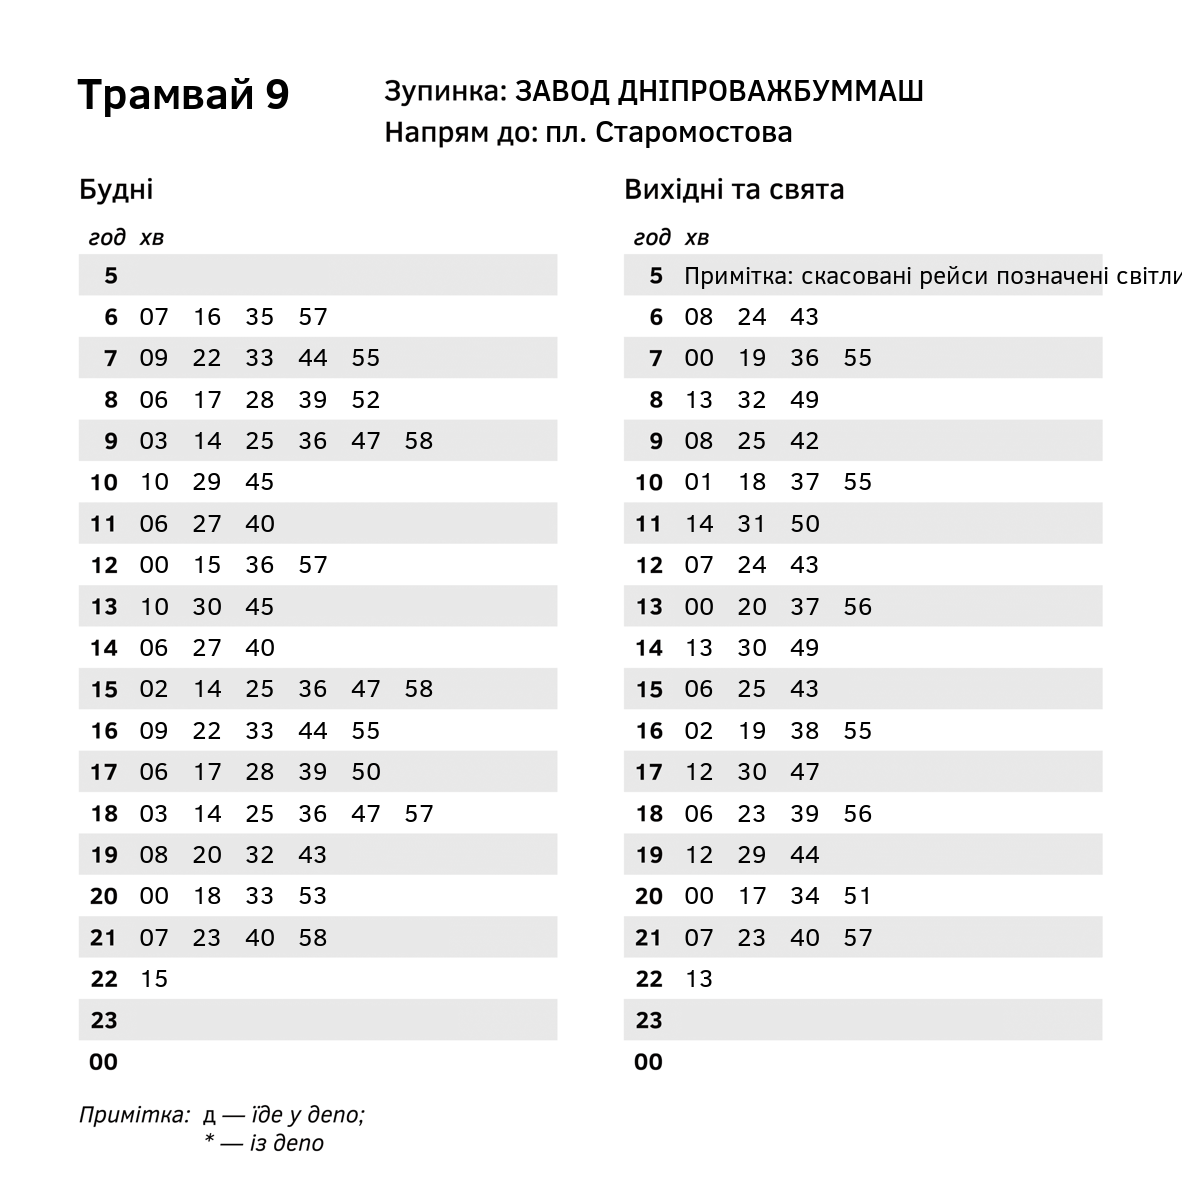 Трамвай 9
Зупинка: ЗАВОД ДНІПРОВАЖБУММАШ
Напрям до: пл. Старомостова
Будні
год хв
5
6 07 16 35 57
7 09 22 33 44 55
8 06 17 28 39 52
9 03 14 25 36 47 58
10 10 29 45
11 06 27 40
12 00 15 36 57
13 10 30 45
14 06 27 40
15 02 14 25 36 47 58
16 09 22 33 44 55
17 06 17 28 39 50
18 03 14 25 36 47 57
19 08 20 32 43
20 00 18 33 53
21 07 23 40 58
22 15
23
00
Вихідні та свята
год хв
5 Примітка: скасовані рейси позначені
6 08 24 43
7 00 19 36 55
8 13 32 49
9 08 25 42
10 01 18 37 55
11 14 31 50
12 07 24 43
13 00 20 37 56
14 13 30 49
15 06 25 43
16 02 19 38 55
17 12 30 47
18 06 23 39 56
19 12 29 44
20 00 17 34 51
21 07 23 40 57
22 13
23
00
Примітка: д — їде у депо;
* — із депо